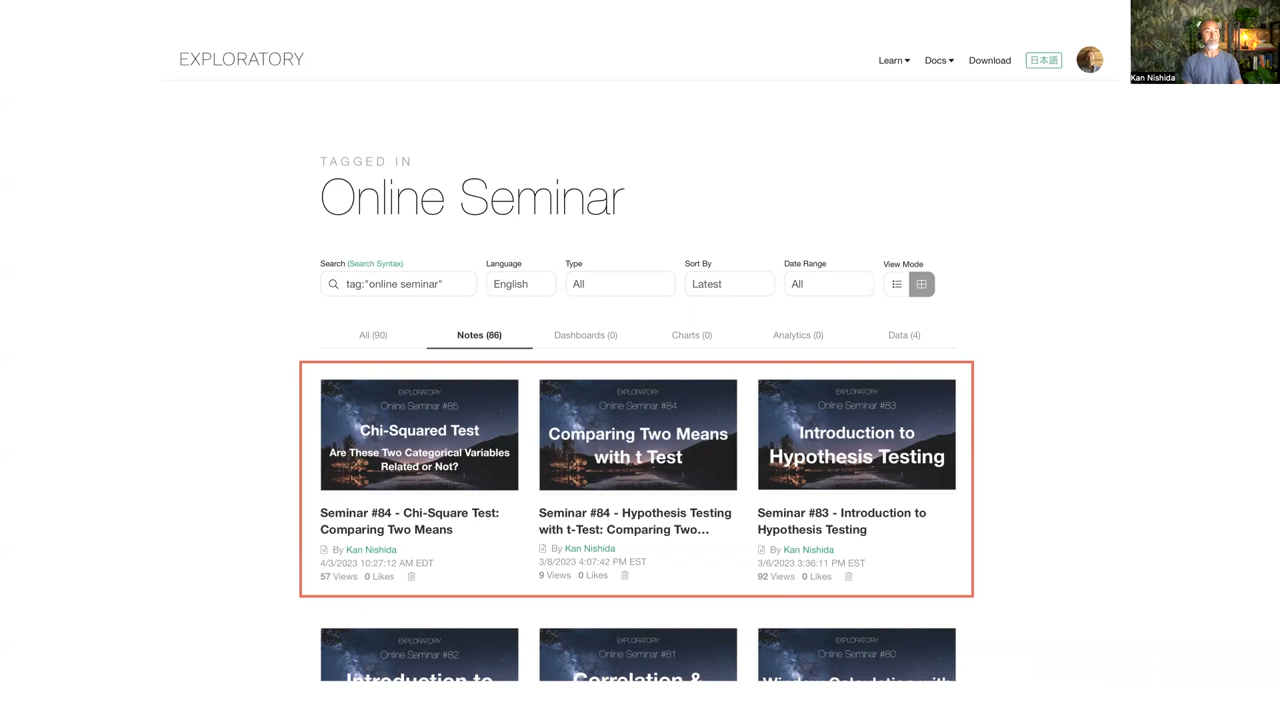 EXPLORATORY
Learn ▾ Docs ▾ Download 日本語
Kan Nishida
TAGGED IN
Online Seminar
Search (Search Syntax) Language Type Sort By Date Range View Mode
tag:"online seminar" English All Latest All
All (90) Notes (86) Dashboards (0) Charts (0) Analytics (0) Data (4)
EXPLORATORY
Online Seminar #85
Chi-Squared Test
Are These Two Categorical Variables
Related or Not?
Seminar #84 - Chi-Square Test:
Comparing Two Means
By Kan Nishida
4/3/2023 10:27:12 AM EDT
57 Views 0 Likes
EXPLORATORY
Online Seminar #84
Comparing Two Means
with t Test
Seminar #84 - Hypothesis Testing
with t-Test: Comparing Two...
By Kan Nishida
3/8/2023 4:07:42 PM EST
9 Views 0 Likes
EXPLORATORY
Online Seminar #83
Introduction to
Hypothesis Testing
Seminar #83 - Introduction to
Hypothesis Testing
By Kan Nishida
3/6/2023 3:36:11 PM EST
92 Views 0 Likes
EXPLORATORY
Online Seminar #82
Introduction to
EXPLORATORY
Online Seminar #81
Correlation &
EXPLORATORY
Online Seminar #80
Window Calculation with